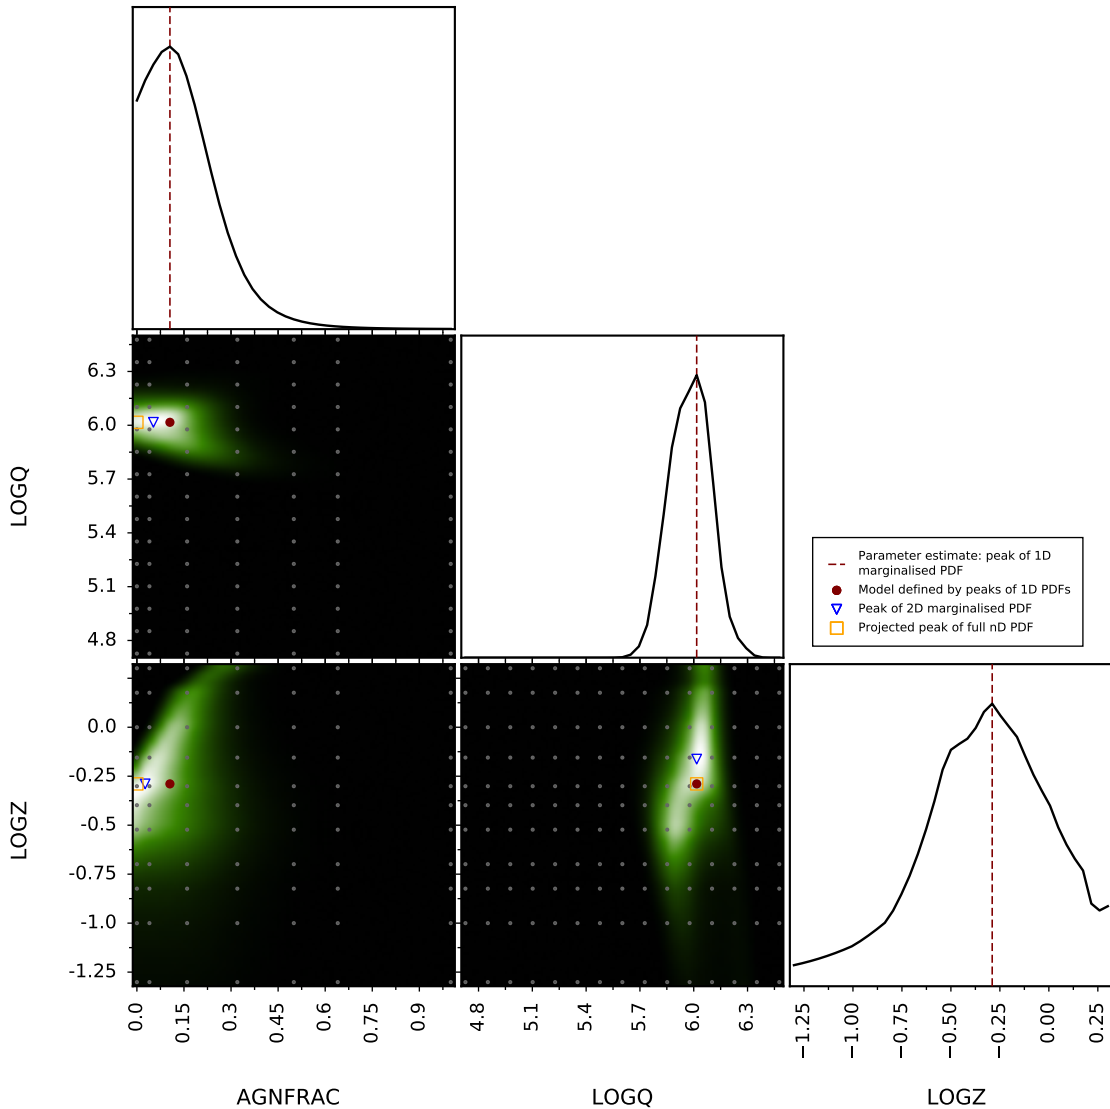 6.3
6.0
5.7
5.4
5.1
4.8
LOGQ
Parameter estimate: peak of 1D
marginalised PDF
Model defined by peaks of 1D PDFs
Peak of 2D marginalised PDF
Projected peak of full nD PDF
0.0
-0.25
-0.5
-0.75
-1.0
-1.25
LOGZ
0.0 0.15 0.3 0.45 0.6 0.75 0.9
4.8 5.1 5.4 5.7 6.0 6.3
−1.25 −1.00 −0.75 −0.50 −0.25 0.00 0.25
AGNFRAC LOGQ LOGZ